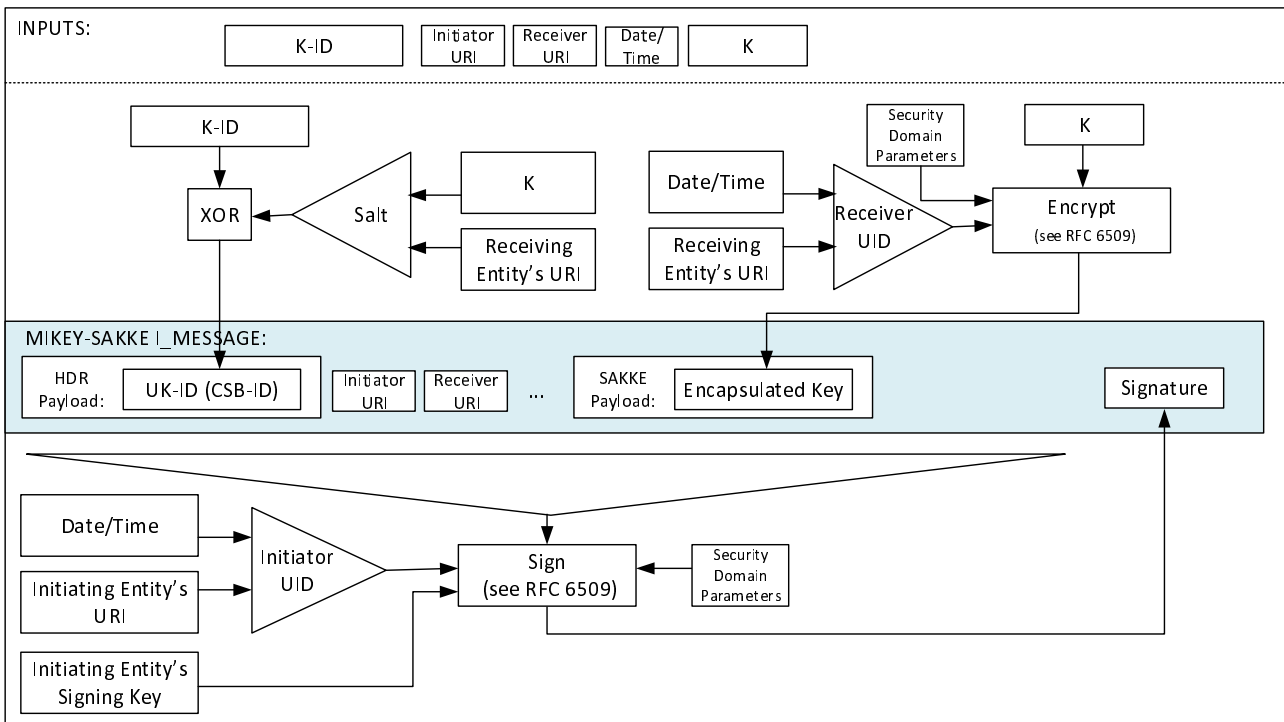 INPUTS:
K-ID
Initiator
URI
Receiver
URI
Date/
Time
K
K-ID
XOR
Salt
K
Receiving
Entity’s URI
Date/Time
Receiving
Entity’s URI
Receiver
UID
Security
Domain
Parameters
K
Encrypt
(see RFC 6509)
MIKEY-SAKKE I_MESSAGE:
HDR
Payload:
UK-ID (CSB-ID)
Initiator
URI
Receiver
URI
...
SAKKE
Payload:
Encapsulated Key
Signature
Date/Time
Initiating Entity’s
URI
Initiator
UID
Sign
(see RFC 6509)
Security
Domain
Parameters
Initiating Entity’s
Signing Key